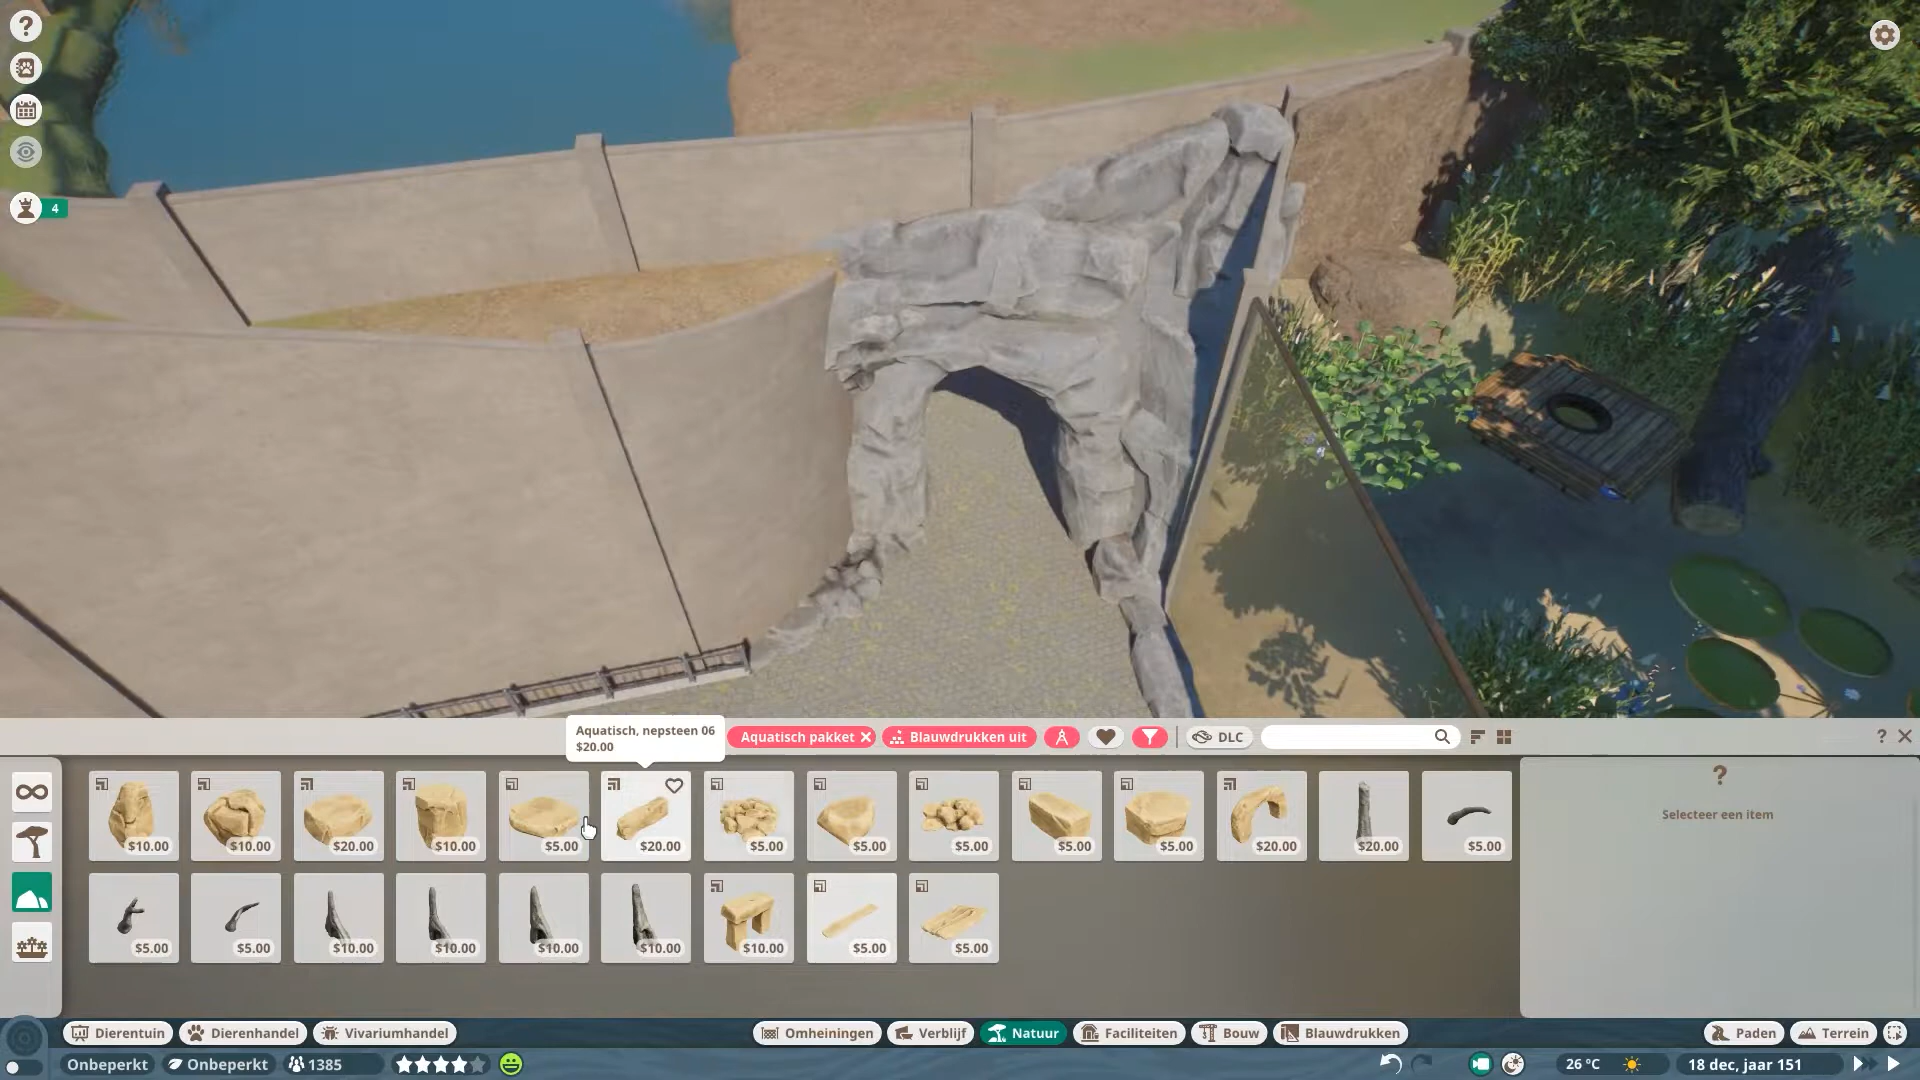 4
Aquatisch, nepsteen 06
$20.00
Aquatisch pakket
Blauwdrukken uit
DLC
?
$10.00 $10.00 $20.00 $10.00 $5.00 $20.00 $5.00 $5.00 $5.00 $5.00 $5.00 $20.00 $20.00 $5.00
$5.00 $5.00 $10.00 $10.00 $10.00 $10.00 $10.00 $5.00 $5.00
?
Selecteer een item
Dierentuin Dierenhandel Vivariumhandel Omheiningen Verblijf Natuur Faciliteiten Bouw Blauwdrukken Paden Terrein
Onbeperkt Onbeperkt 1385 26 °C 18 dec, jaar 151